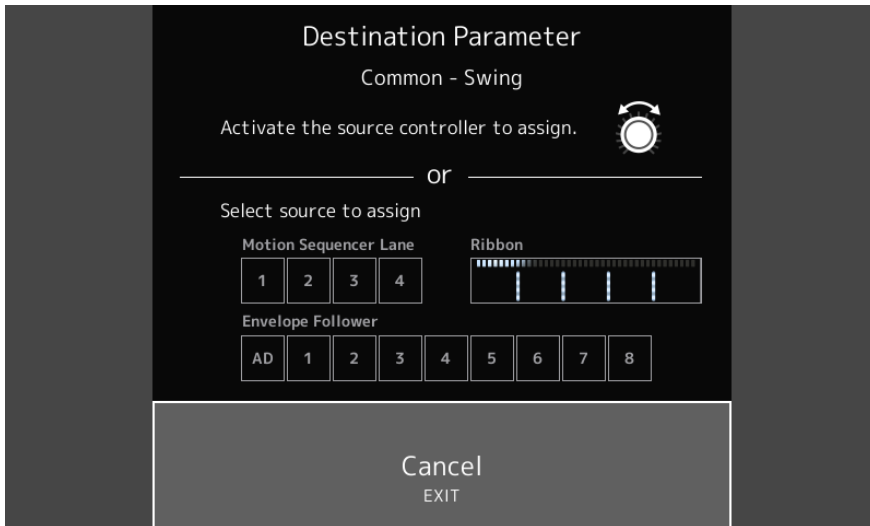 Destination Parameter
Common - Swing
Activate the source controller to assign.
or
Select source to assign
Motion Sequencer Lane
Ribbon
1 2 3 4
Envelope Follower
AD 1 2 3 4 5 6 7 8
Cancel
EXIT